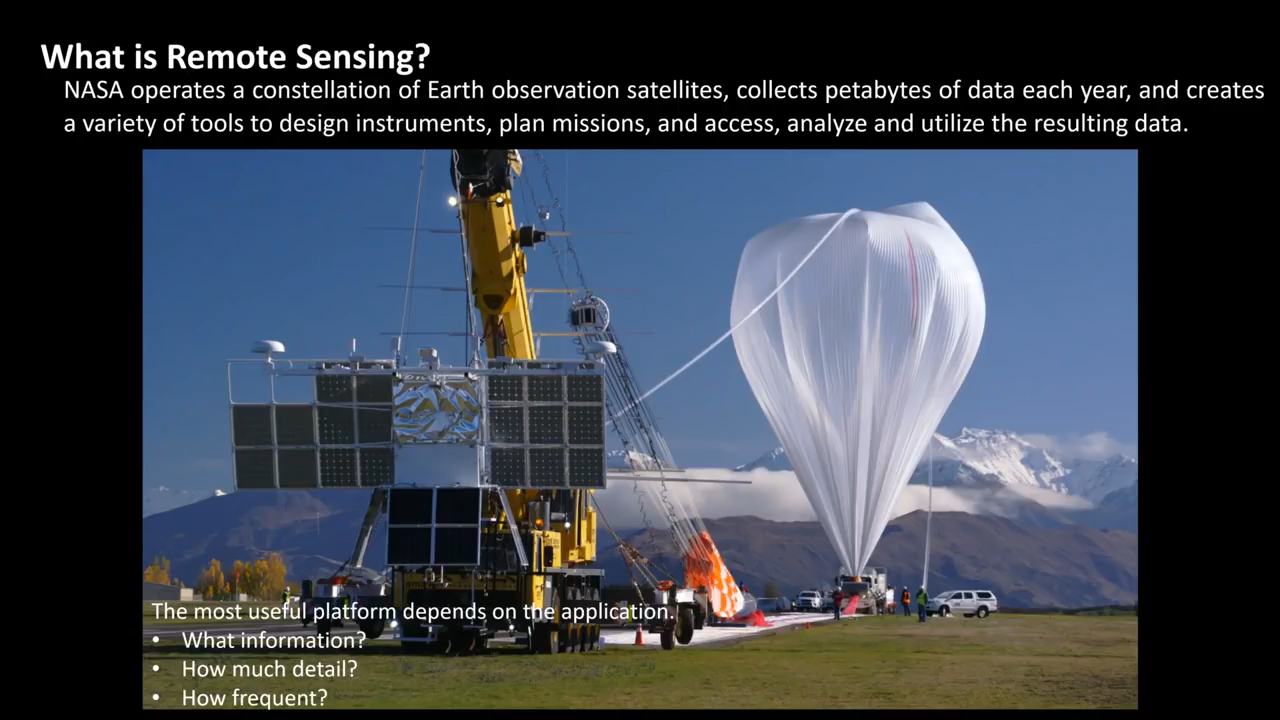 What is Remote Sensing?
NASA operates a constellation of Earth observation satellites, collects petabytes of data each year, and creates
a variety of tools to design instruments, plan missions, and access, analyze and utilize the resulting data.
The most useful platform depends on the application.
• What information?
• How much detail?
• How frequent?